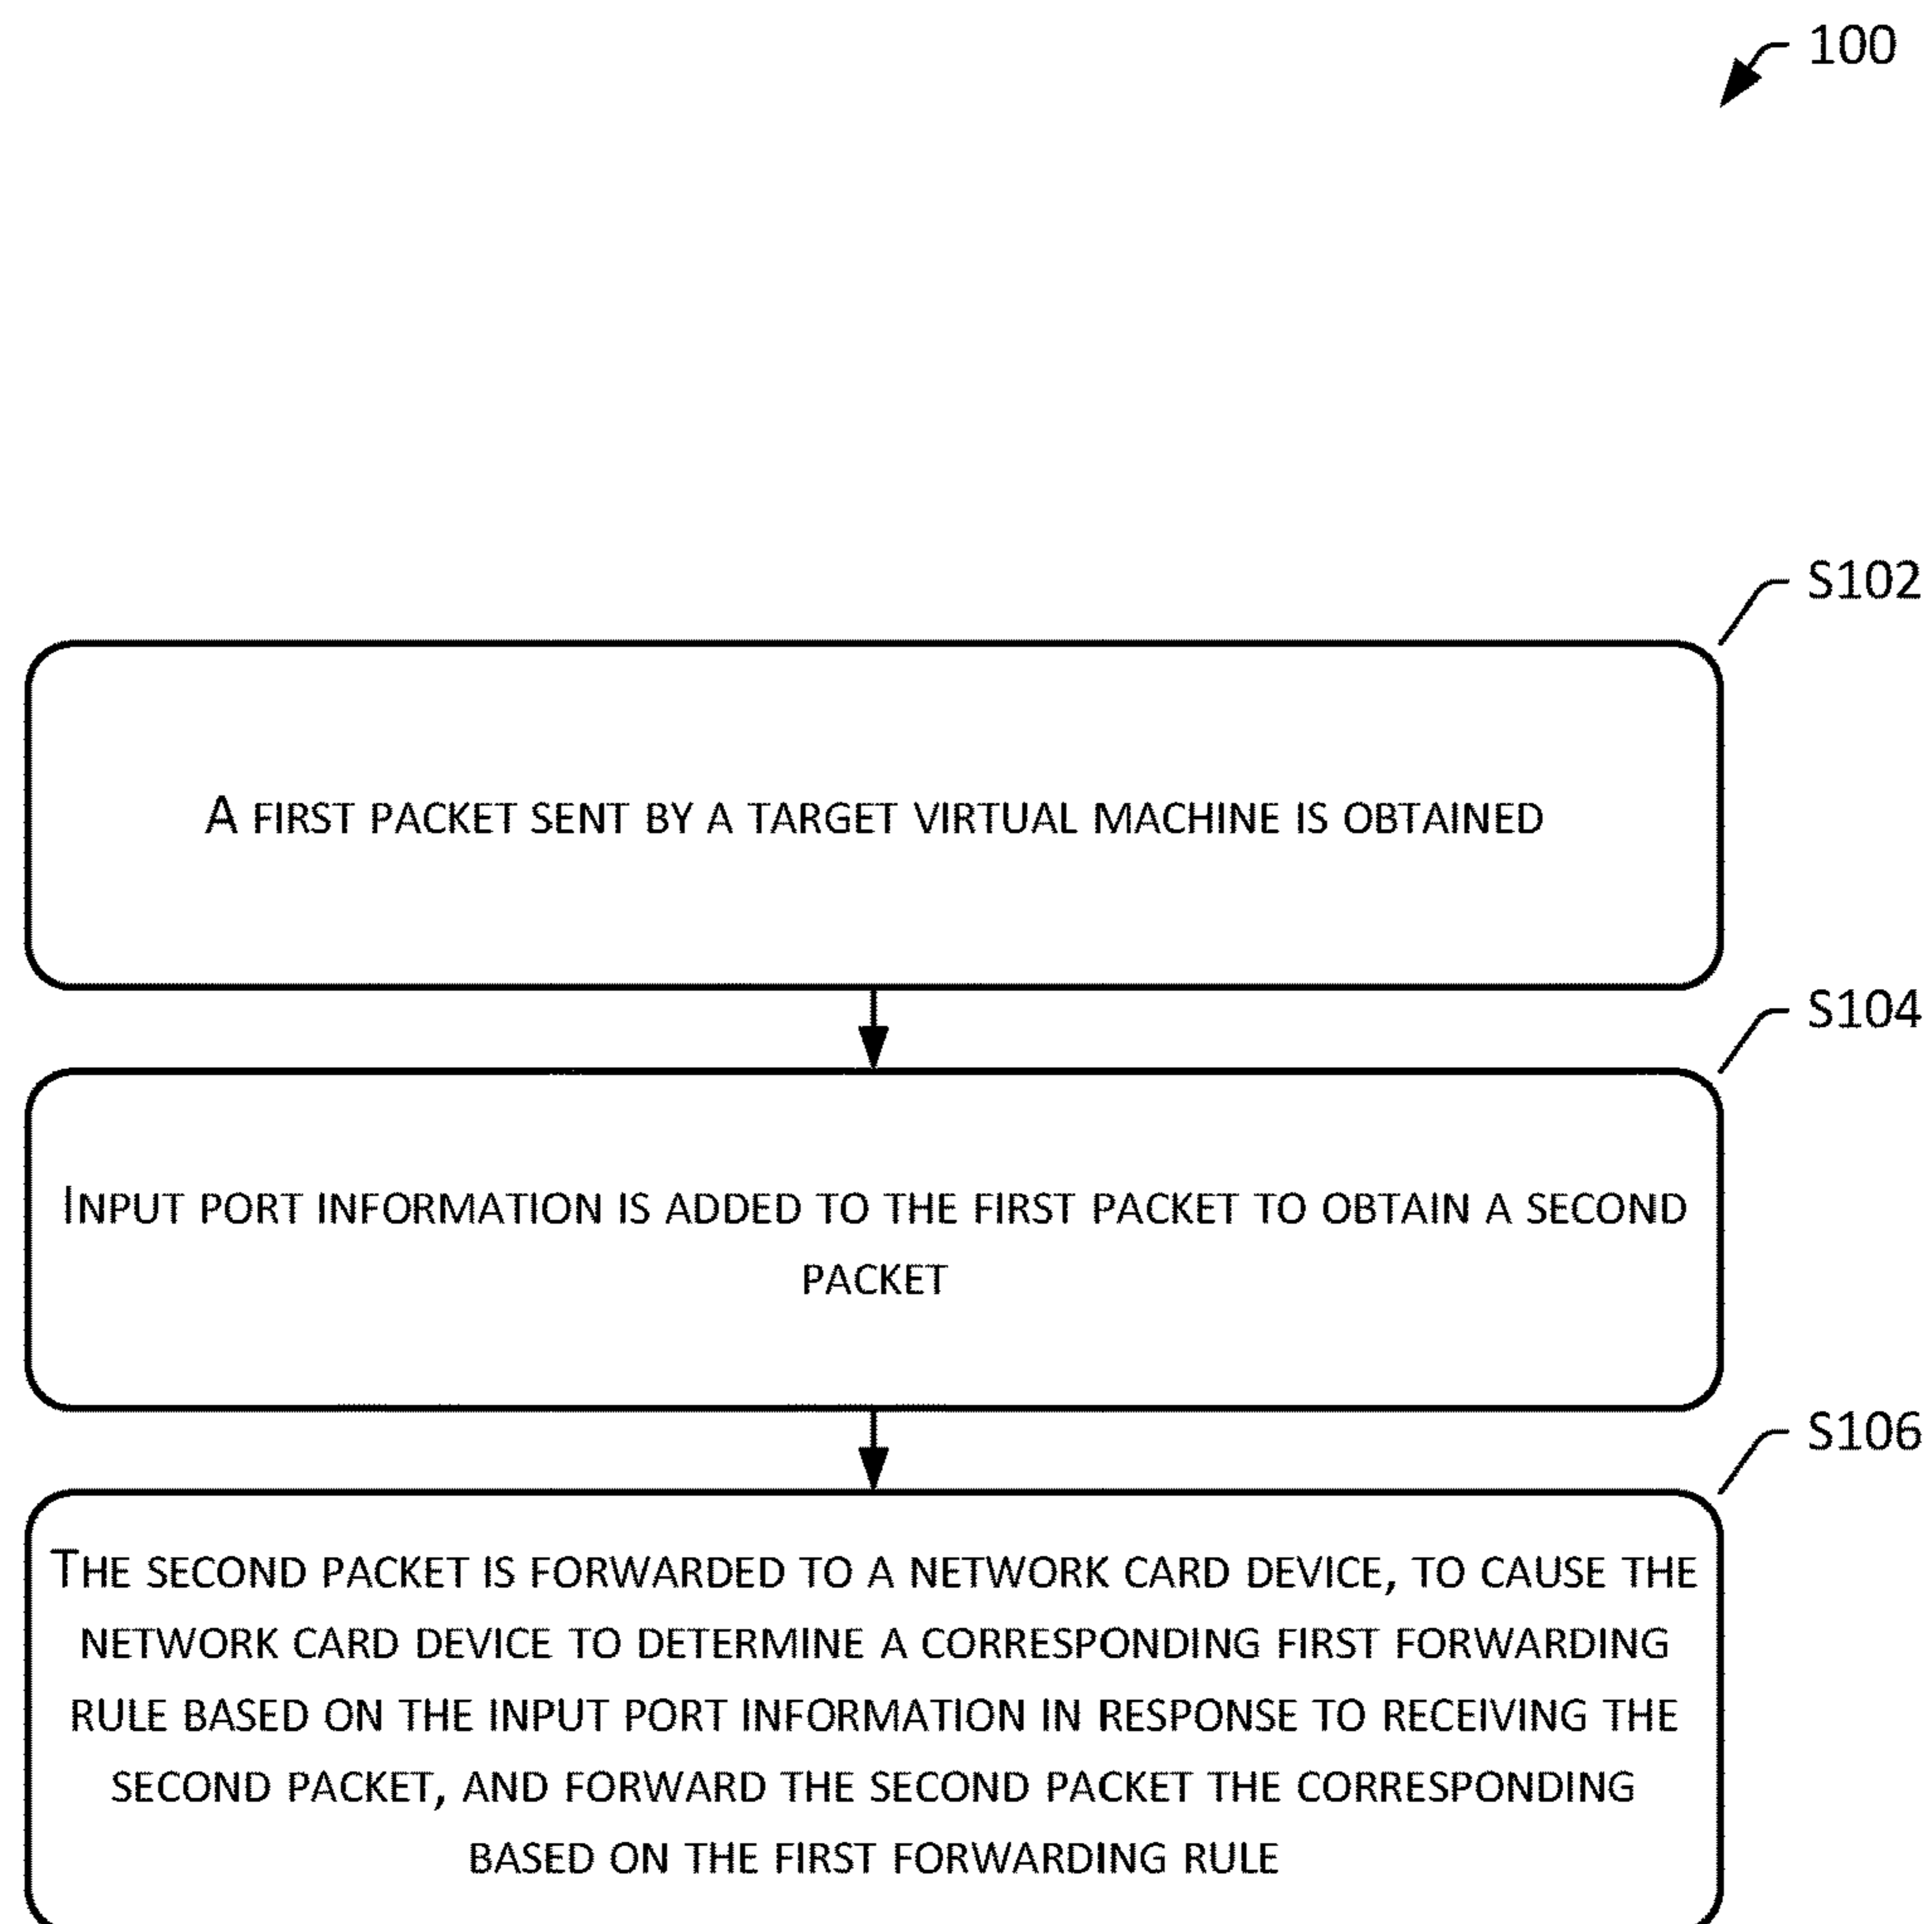 100
S102
A FIRST PACKET SENT BY A TARGET VIRTUAL MACHINE IS OBTAINED
S104
INPUT PORT INFORMATION IS ADDED TO THE FIRST PACKET TO OBTAIN A SECOND
PACKET
S106
THE SECOND PACKET IS FORWARDED TO A NETWORK CARD DEVICE, TO CAUSE THE
NETWORK CARD DEVICE TO DETERMINE A CORRESPONDING FIRST FORWARDING
RULE BASED ON THE INPUT PORT INFORMATION IN RESPONSE TO RECEIVING THE
SECOND PACKET, AND FORWARD THE SECOND PACKET THE CORRESPONDING
BASED ON THE FIRST FORWARDING RULE